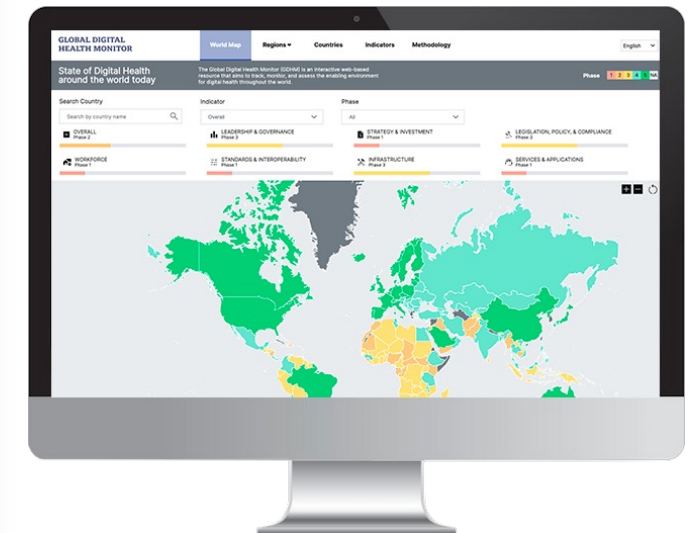 GLOBAL DIGITAL
HEALTH MONITOR
World Map
Regions
Countries
Indicators
Methodology
English
State of Digital Health
around the world today
The Global Digital Health Monitor (GDHM) is an interactive web-based
resource that aims to track, monitor, and assess the enabling environment
for digital health throughout the world.
Phase 1 2 3 4 5 NA
Search Country
Indicator
Phase
Search by country name
Overall
All
OVERALL
Phase 2
LEADERSHIP & GOVERNANCE
Phase 3
STRATEGY & INVESTMENT
Phase 1
LEGISLATION, POLICY, & COMPLIANCE
Phase 3
WORKFORCE
Phase 1
STANDARDS & INTEROPERABILITY
Phase 1
INFRASTRUCTURE
Phase 3
SERVICES & APPLICATIONS
Phase 1